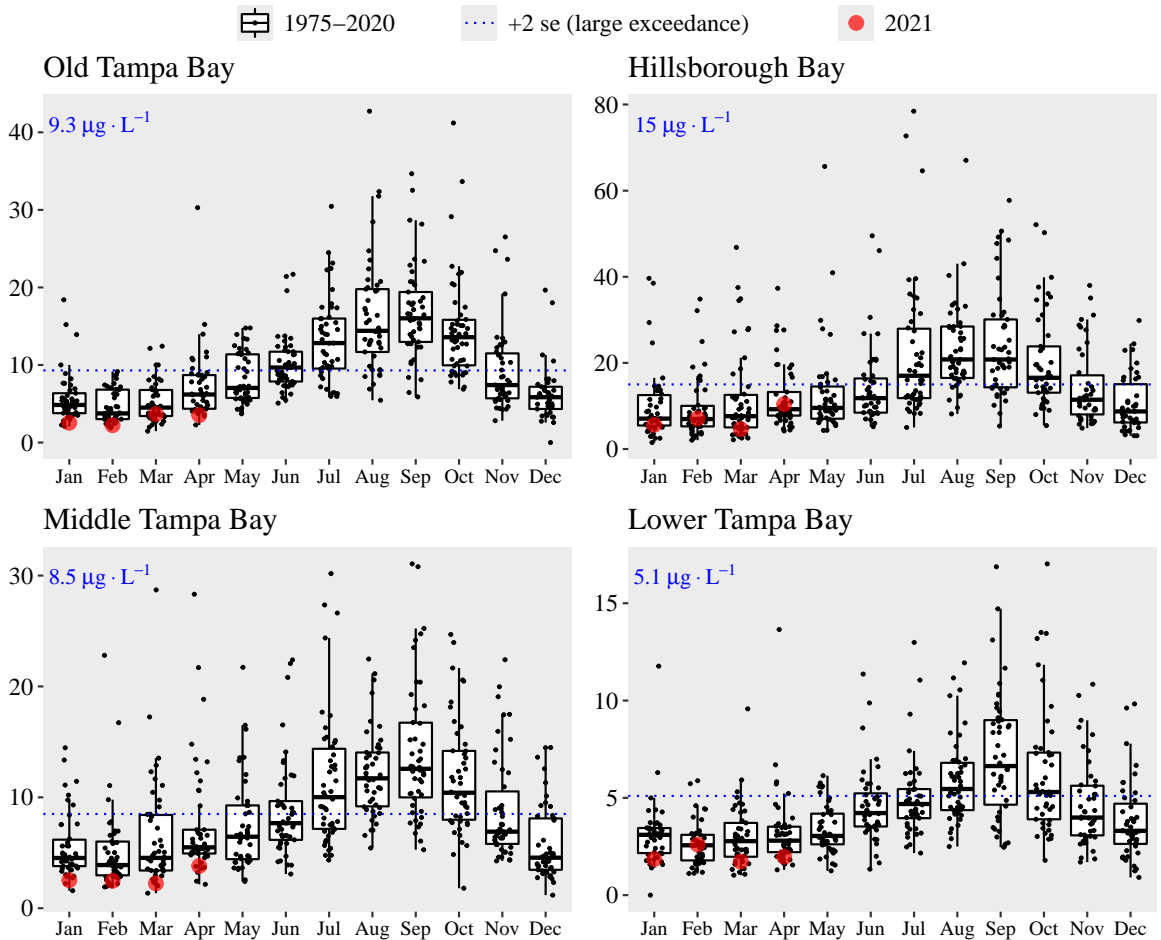 1975–2020 +2 se (large exceedance) 2021
Old Tampa Bay
9.3 μg · L⁻¹
40
30
20
10
0
Jan Feb Mar Apr May Jun Jul Aug Sep Oct Nov Dec
Hillsborough Bay
15 μg · L⁻¹
80
60
40
20
0
Jan Feb Mar Apr May Jun Jul Aug Sep Oct Nov Dec
Middle Tampa Bay
8.5 μg · L⁻¹
30
20
10
0
Jan Feb Mar Apr May Jun Jul Aug Sep Oct Nov Dec
Lower Tampa Bay
5.1 μg · L⁻¹
15
10
5
0
Jan Feb Mar Apr May Jun Jul Aug Sep Oct Nov Dec